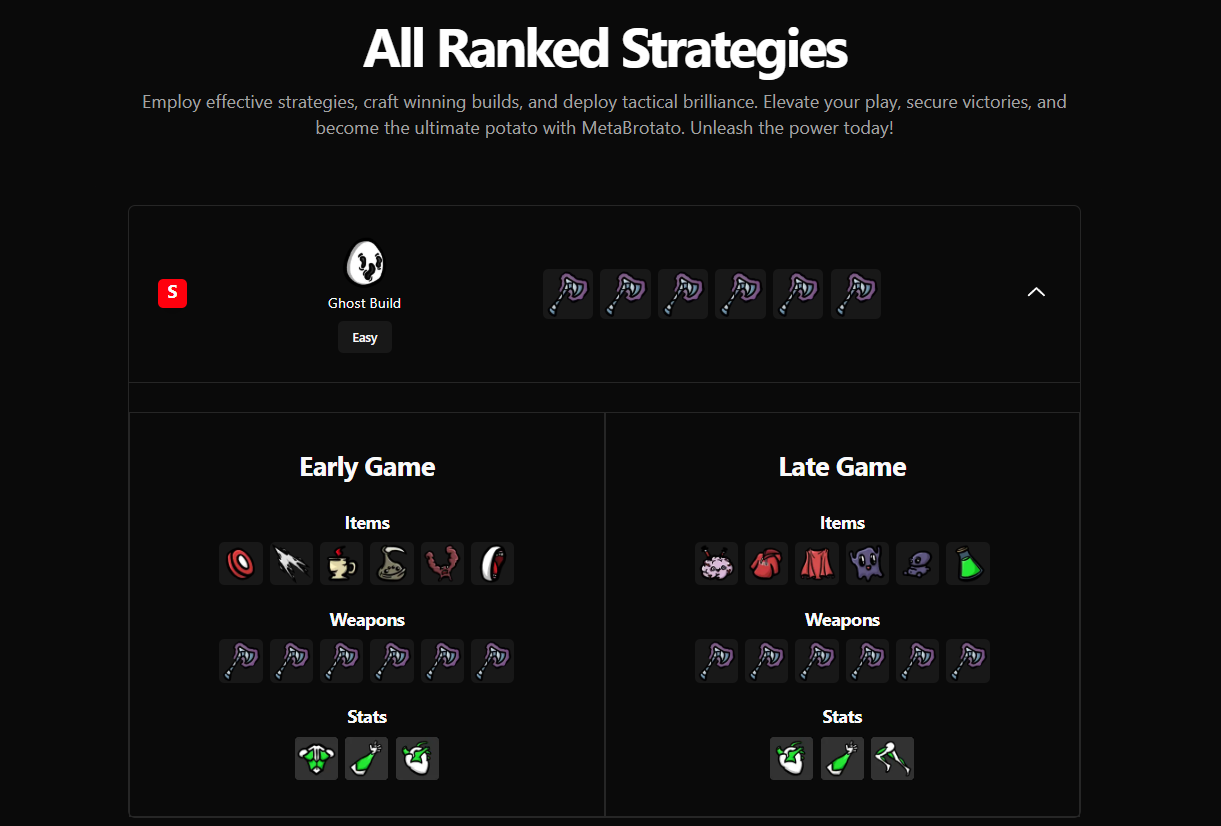 All Ranked Strategies
Employ effective strategies, craft winning builds, and deploy tactical brilliance. Elevate your play, secure victories, and
become the ultimate potato with MetaBrotato. Unleash the power today!
S
Ghost Build
Easy
Early Game
Items
Weapons
Stats
Late Game
Items
Weapons
Stats